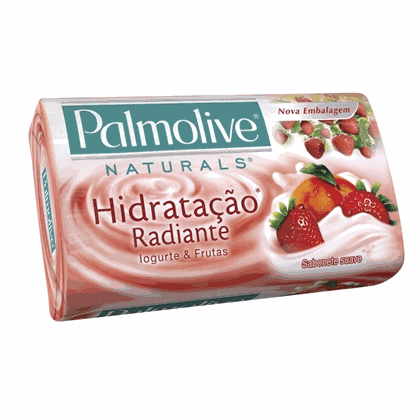 Nova Embalagem
Palmolive®
NATURALS®
Hidratação*
Radiante
Iogurte & Frutas
Sabonete suave